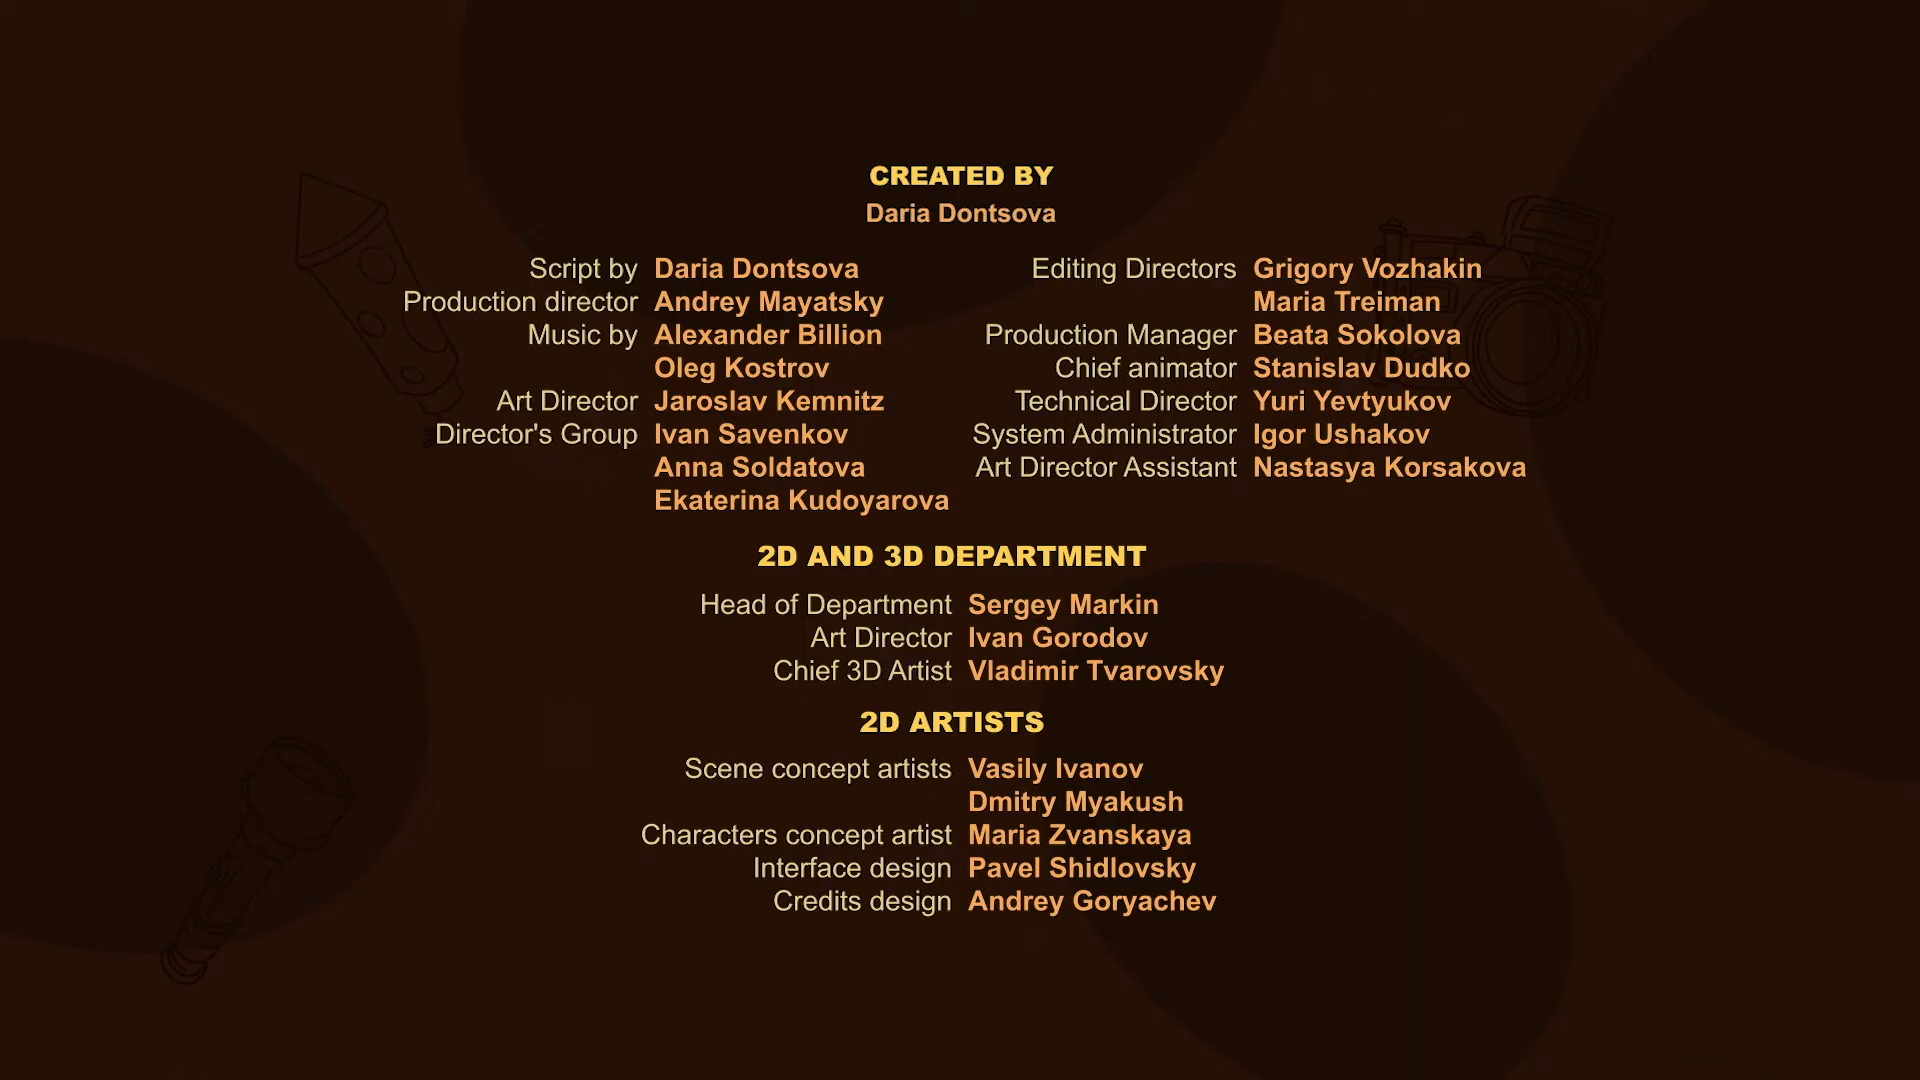 CREATED BY
Daria Dontsova
Script by Daria Dontsova
Production director Andrey Mayatsky
Music by Alexander Billion
Oleg Kostrov
Art Director Jaroslav Kemnitz
Director's Group Ivan Savenkov
Anna Soldatova
Ekaterina Kudoyarova
Editing Directors Grigory Vozhakin
Maria Treiman
Production Manager Beata Sokolova
Chief animator Stanislav Dudko
Technical Director Yuri Yevtyukov
System Administrator Igor Ushakov
Art Director Assistant Nastasya Korsakova
2D AND 3D DEPARTMENT
Head of Department Sergey Markin
Art Director Ivan Gorodov
Chief 3D Artist Vladimir Tvarovsky
2D ARTISTS
Scene concept artists Vasily Ivanov
Dmitry Myakush
Characters concept artist Maria Zvanskaya
Interface design Pavel Shidlovsky
Credits design Andrey Goryachev